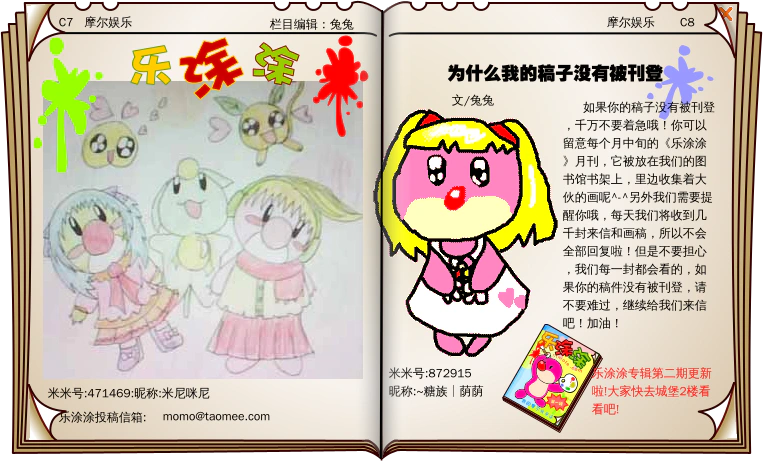 C7 摩尔娱乐
栏目编辑：兔兔
乐涂涂
米米号:471469:昵称:米尼咪尼
乐涂涂投稿信箱: momo@taomee.com
摩尔娱乐 C8
为什么我的稿子没有被刊登
文/兔兔
如果你的稿子没有被刊登
，千万不要着急哦！你可以
留意每个月中旬的《乐涂涂
》月刊，它被放在我们的图
书馆书架上，里边收集着大
伙的画呢^-^另外我们需要提
醒你哦，每天我们将收到几
千封来信和画稿，所以不会
全部回复啦！但是不要担心
，我们每一封都会看的，如
果你的稿件没有被刊登，请
不要难过，继续给我们来信
吧！加油！
米米号:872915
昵称:~糖族｜荫荫
乐涂涂
乐涂涂专辑第二期更新
啦!大家快去城堡2楼看
看吧!